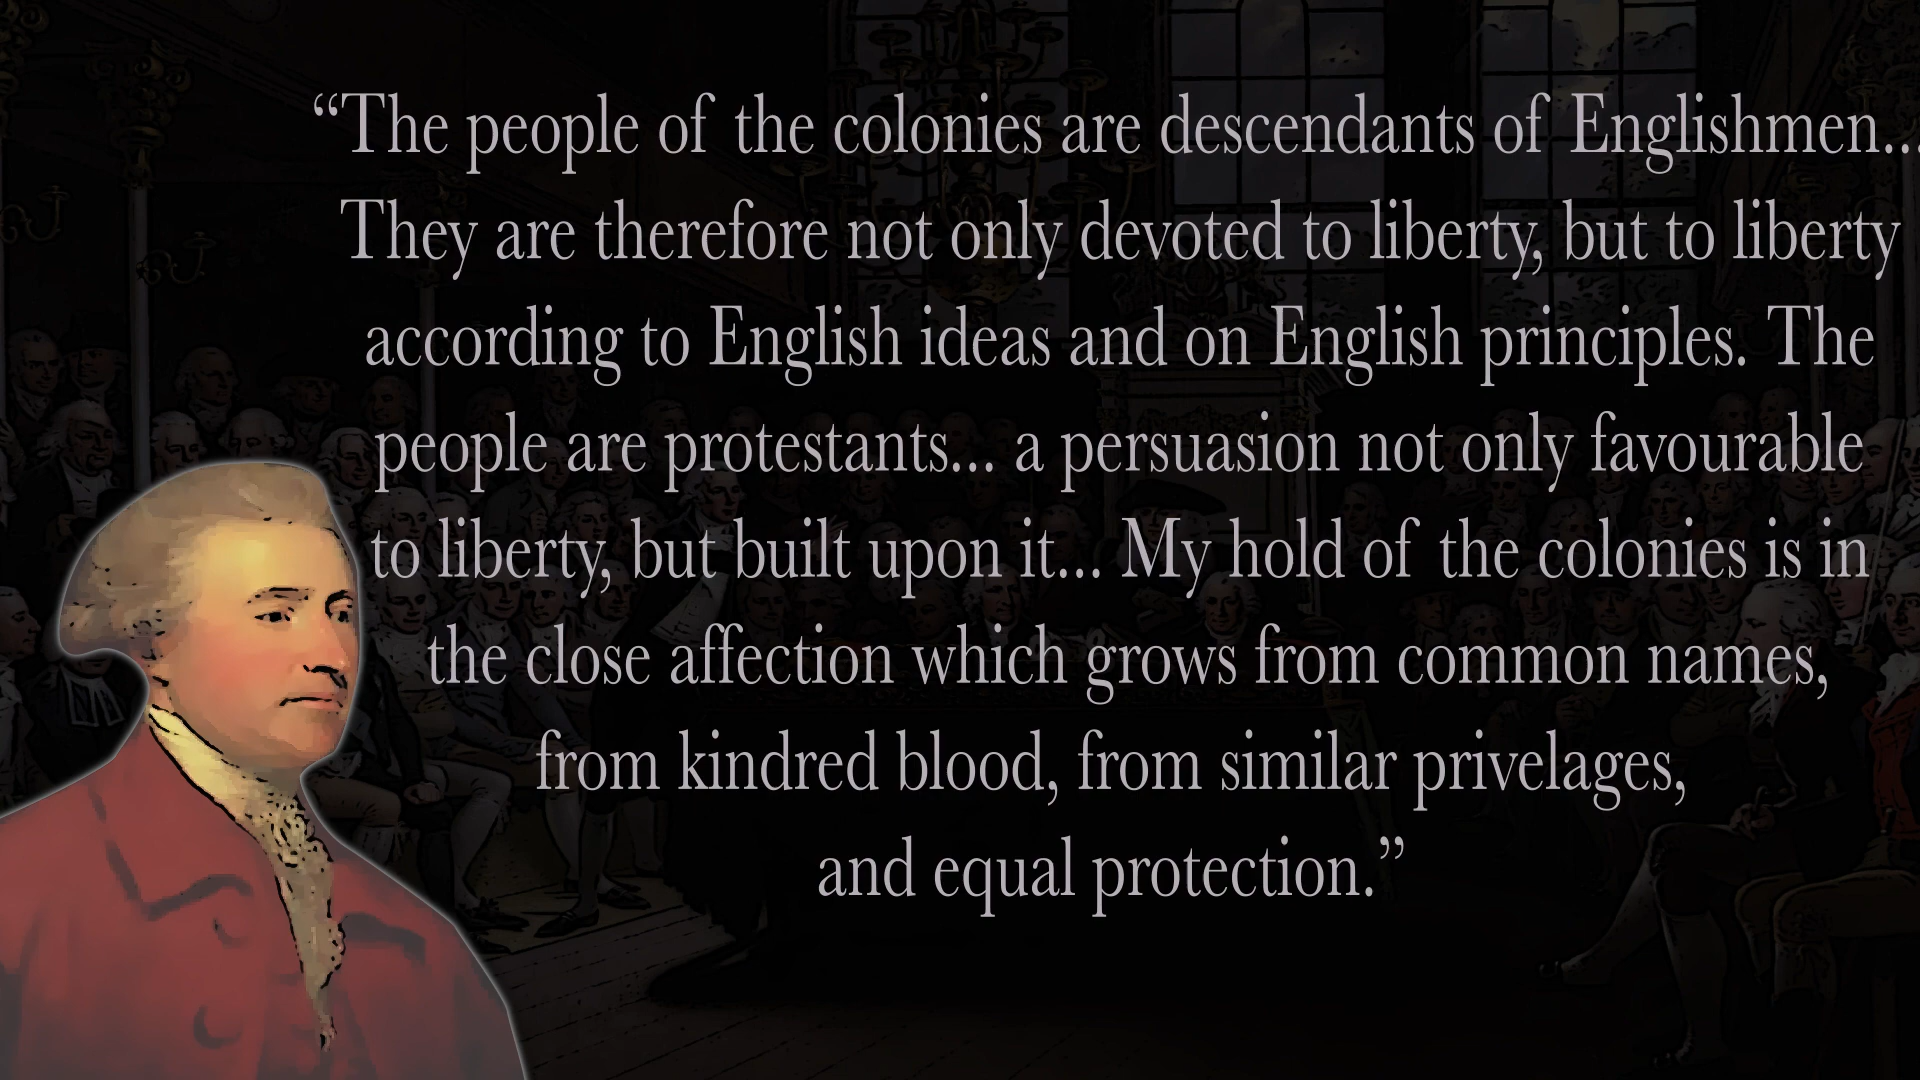 “The people of the colonies are descendants of Englishmen...
They are therefore not only devoted to liberty, but to liberty
according to English ideas and on English principles. The
people are protestants... a persuasion not only favourable
to liberty, but built upon it... My hold of the colonies is in
the close affection which grows from common names,
from kindred blood, from similar privelages,
and equal protection.”